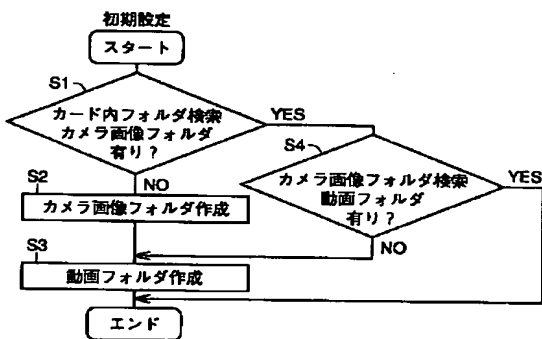 初期設定
スタート
S1
カード内フォルダ検索
カメラ画像フォルダ
有り？
YES
S4
カメラ画像フォルダ検索
動画フォルダ
有り？
YES
NO
S2
NO
カメラ画像フォルダ作成
S3
動画フォルダ作成
エンド